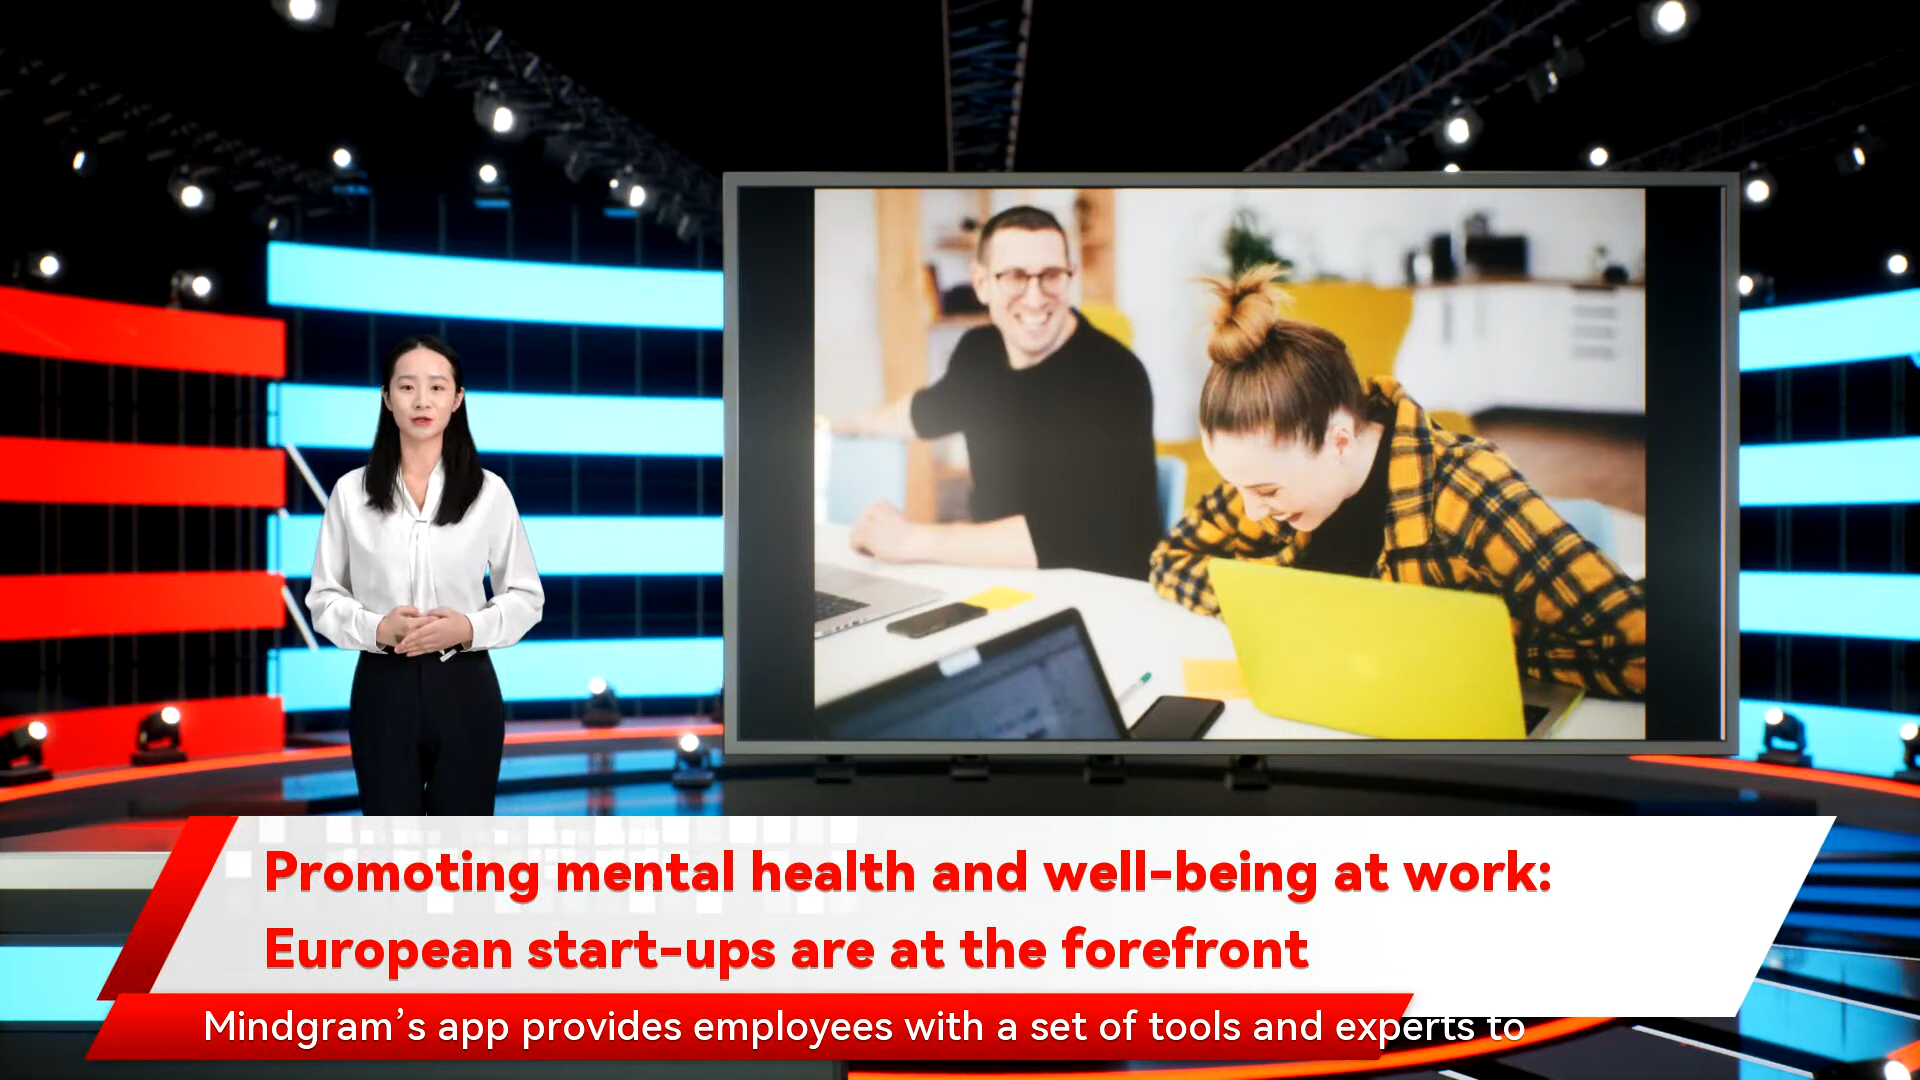 Promoting mental health and well-being at work:
European start-ups are at the forefront
Mindgram’s app provides employees with a set of tools and experts to